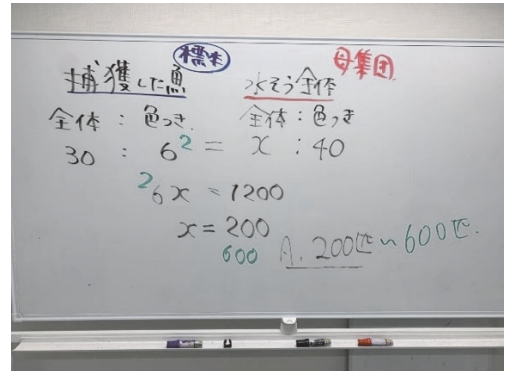 標本
母集団
捕獲した魚 水そう全体
全体:色つき 全体:色つき
30 : 6 2 = x : 40
2 6x = 1200
x = 200
600 A. 200匹〜600匹.